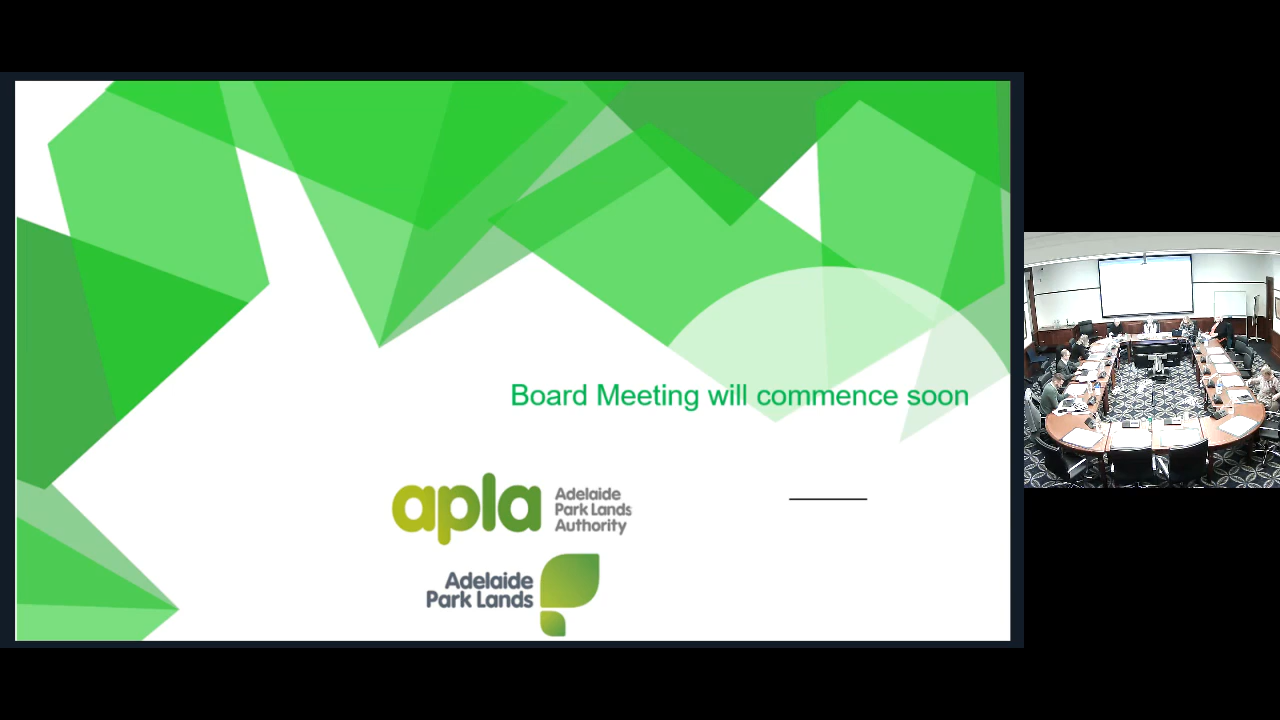 Board Meeting will commence soon
apla
Adelaide
Park Lands
Authority
Adelaide
Park Lands